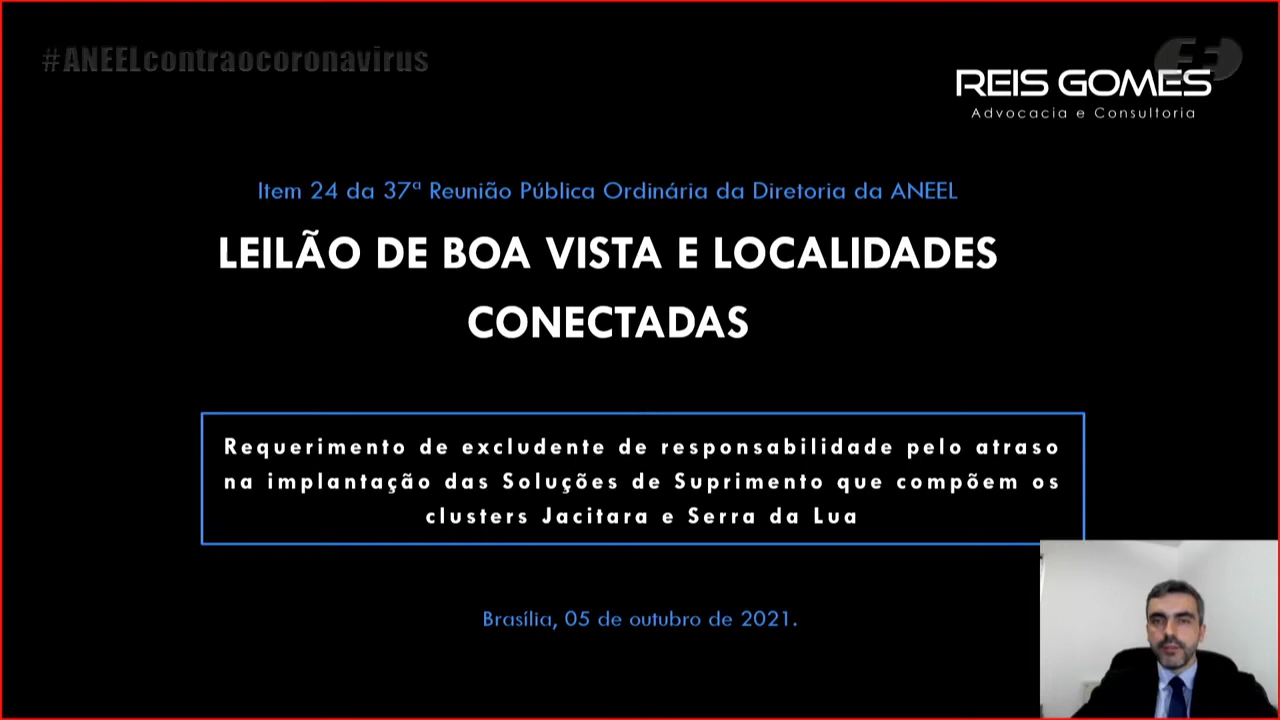 #ANEELcontraocoronavirus
REIS GOMES
Advocacia e Consultoria
Item 24 da 37ª Reunião Pública Ordinária da Diretoria da ANEEL
LEILÃO DE BOA VISTA E LOCALIDADES
CONECTADAS
Requerimento de excludente de responsabilidade pelo atraso
na implantação das Soluções de Suprimento que compõem os
clusters Jacitara e Serra da Lua
Brasília, 05 de outubro de 2021.